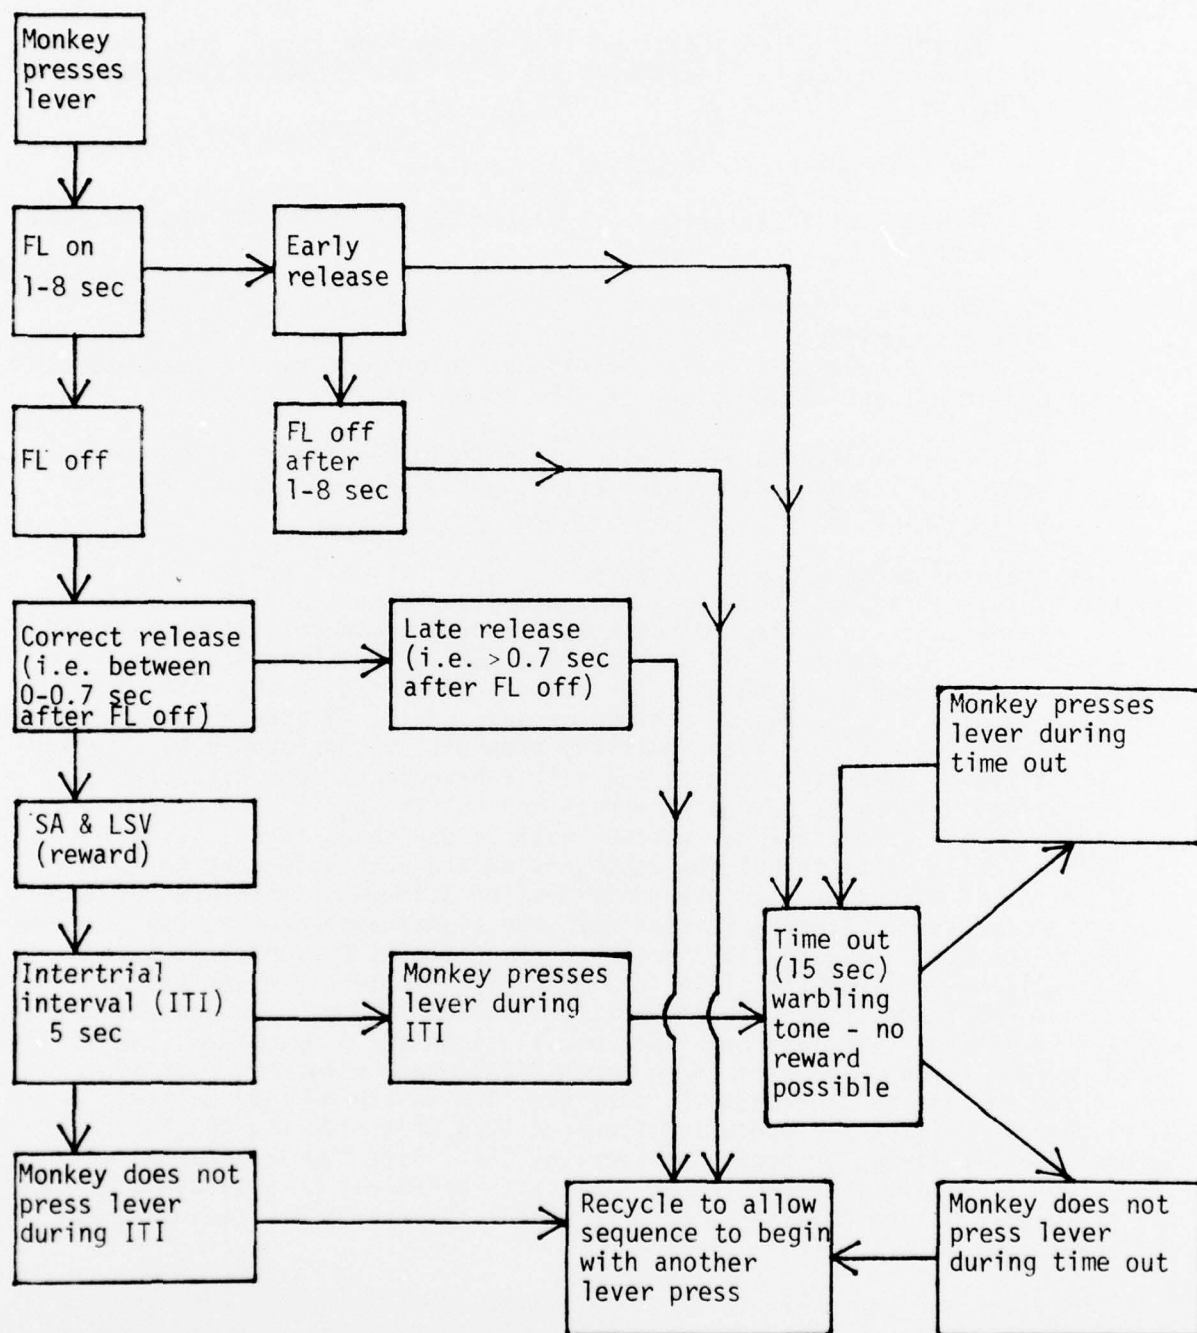 Monkey
presses
lever
FL on
1-8 sec
Early
release
FL off
FL off
after
1-8 sec
Correct release
(i.e. between
0-0.7 sec
after FL off)
Late release
(i.e. >0.7 sec
after FL off)
Monkey presses
lever during
time out
SA & LSV
(reward)
Time out
(15 sec)
warbling
tone - no
reward
possible
Intertrial
interval (ITI)
5 sec
Monkey presses
lever during
ITI
Monkey does not
press lever
during ITI
Recycle to allow
sequence to begin
with another
lever press
Monkey does not
press lever
during time out